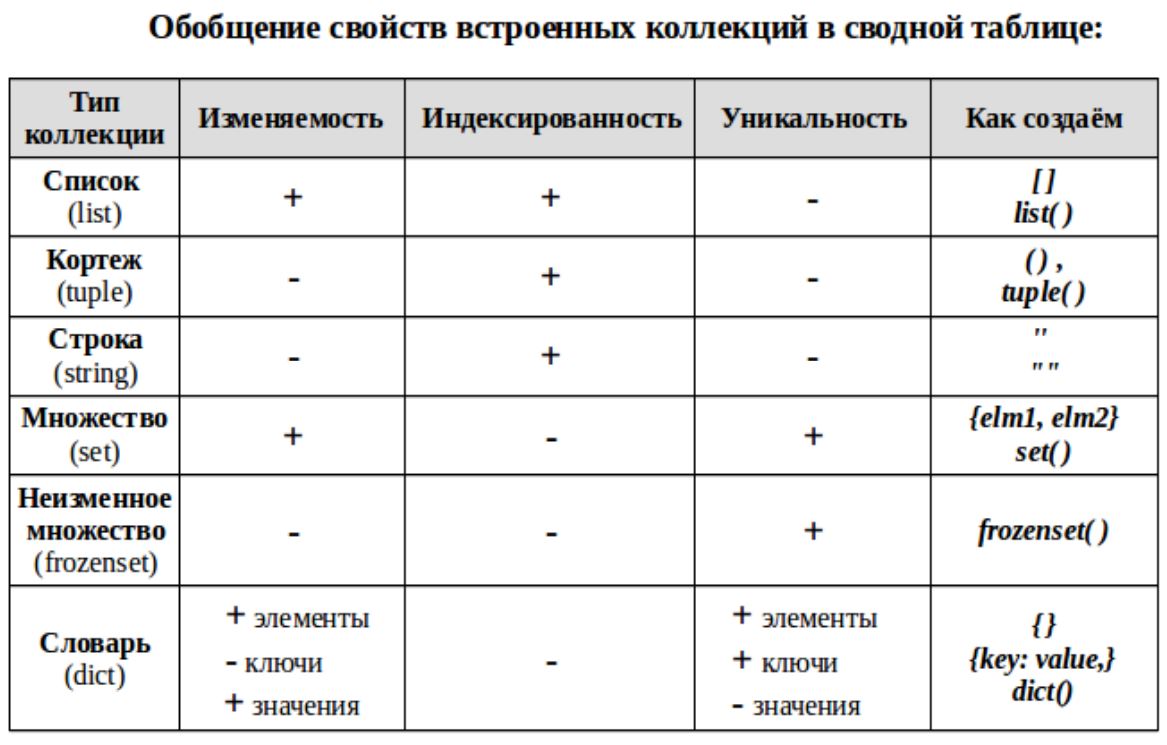 Обобщение свойств встроенных коллекций в сводной таблице:
Тип коллекции Изменяемость Индексированность Уникальность Как создаём
Список
(list)
+
+
-
[]
list( )
Кортеж
(tuple)
-
+
-
() ,
tuple( )
Строка
(string)
-
+
-
''
""
Множество
(set)
+
-
+
{elm1, elm2}
set( )
Неизменное
множество
(frozenset)
-
-
+
frozenset( )
Словарь
(dict)
+ элементы
- ключи
+ значения
-
+ элементы
+ ключи
- значения
{}
{key: value,}
dict()